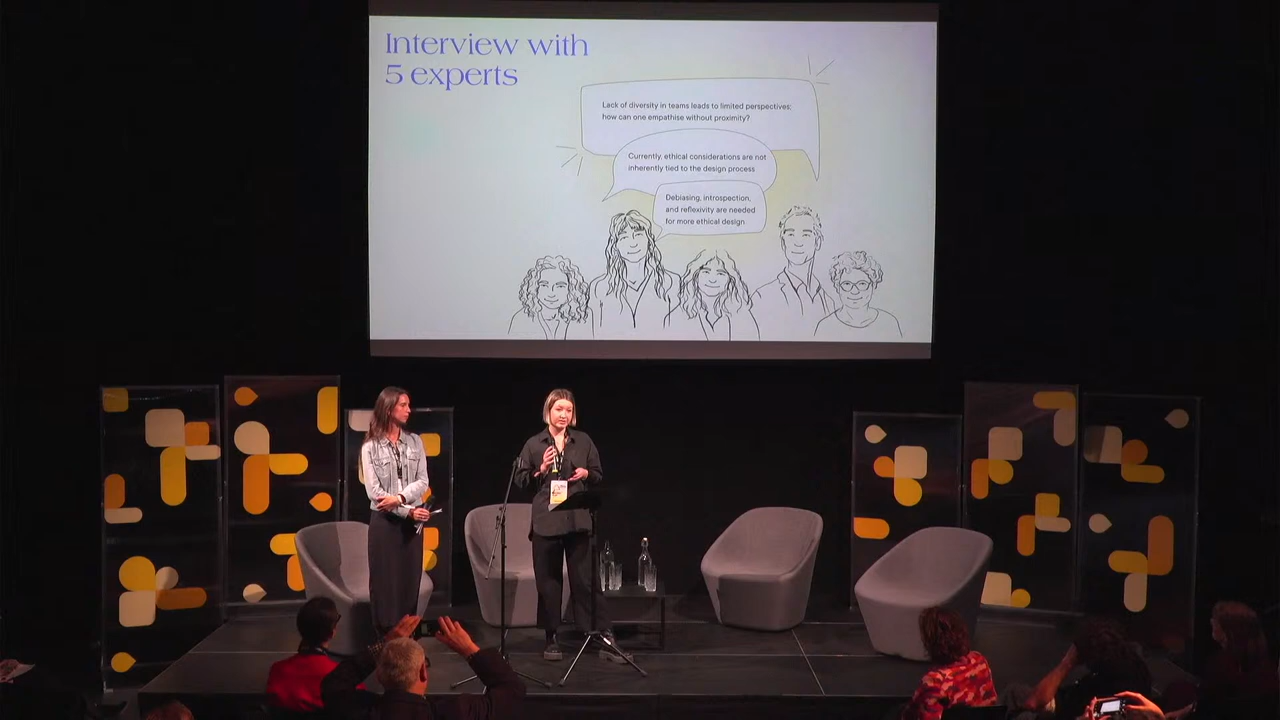 Interview with
5 experts
Lack of diversity in teams leads to limited perspectives;
how can one empathise without proximity?
Currently, ethical considerations are not
inherently tied to the design process
Debiasing, introspection,
and reflexivity are needed
for more ethical design